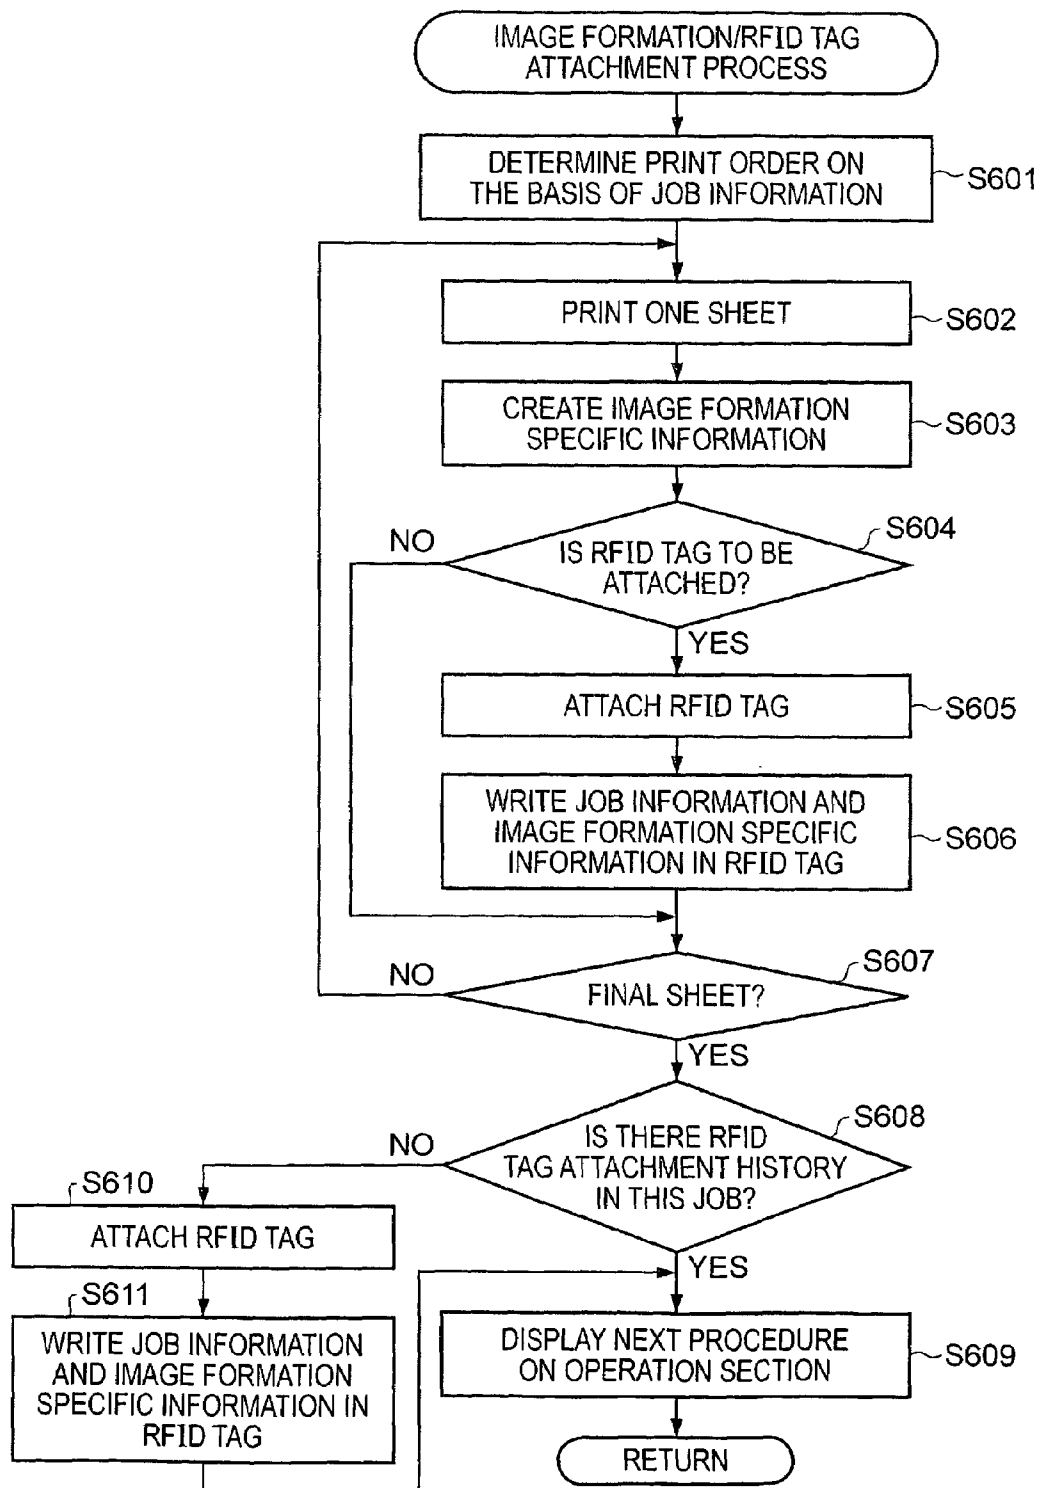 IMAGE FORMATION/RFID TAG
ATTACHMENT PROCESS
DETERMINE PRINT ORDER ON
THE BASIS OF JOB INFORMATION
S601
PRINT ONE SHEET
S602
CREATE IMAGE FORMATION
SPECIFIC INFORMATION
S603
S604
NO
IS RFID TAG TO BE
ATTACHED?
YES
ATTACH RFID TAG
S605
WRITE JOB INFORMATION AND
IMAGE FORMATION SPECIFIC
INFORMATION IN RFID TAG
S606
S607
NO
FINAL SHEET?
YES
S608
NO
IS THERE RFID
TAG ATTACHMENT HISTORY
IN THIS JOB?
S610
ATTACH RFID TAG
YES
S611
WRITE JOB INFORMATION
AND IMAGE FORMATION
SPECIFIC INFORMATION IN
RFID TAG
DISPLAY NEXT PROCEDURE
ON OPERATION SECTION
S609
RETURN